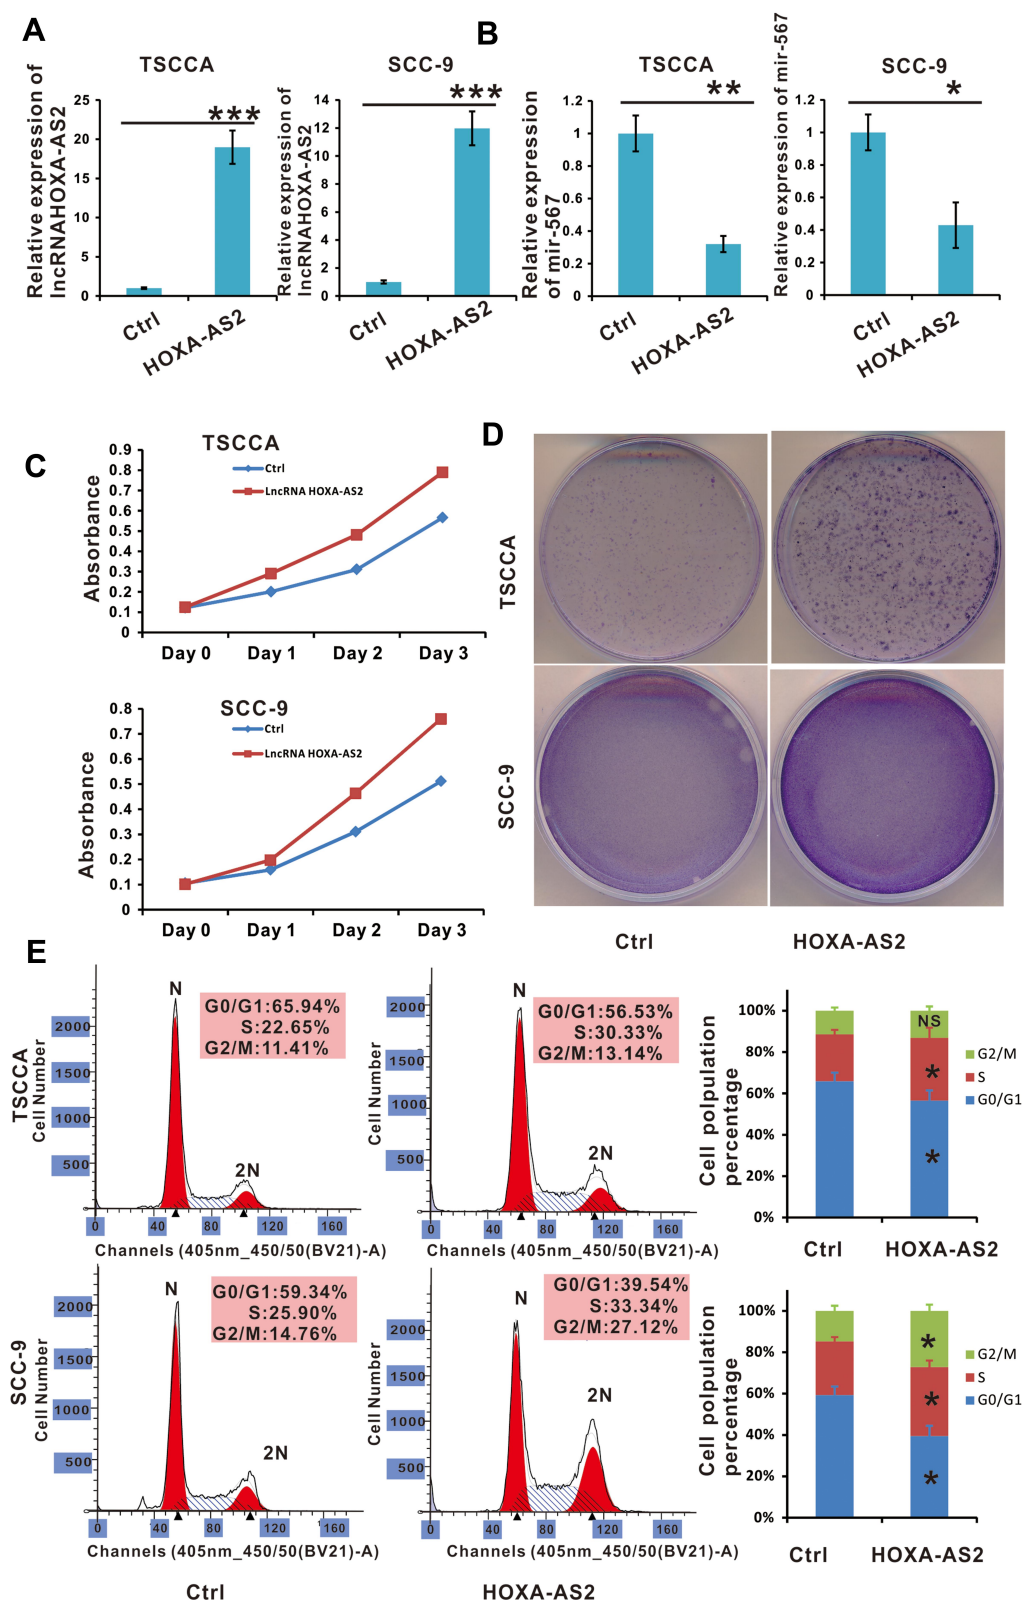 A
TSCCA
Relative expression of
lncRNAHOXA-AS2
25
20
15
10
5
0
***
Ctrl
HOXA-AS2
SCC-9
Relative expression of
lncRNAHOXA-AS2
14
12
10
8
6
4
2
0
***
Ctrl
HOXA-AS2
B
TSCCA
Relative expression
of mir-567
1.2
1
0.8
0.6
0.4
0.2
0
**
Ctrl
HOXA-AS2
SCC-9
Relative expression of mir-567
1.2
1
0.8
0.6
0.4
0.2
0
*
Ctrl
HOXA-AS2
C
TSCCA
Absorbance
0.9
0.8
0.7
0.6
0.5
0.4
0.3
0.2
0.1
0
Ctrl
LncRNA HOXA-AS2
Day 0 Day 1 Day 2 Day 3
SCC-9
Absorbance
0.8
0.7
0.6
0.5
0.4
0.3
0.2
0.1
0
Ctrl
LncRNA HOXA-AS2
Day 0 Day 1 Day 2 Day 3
D
TSCCA
SCC-9
Ctrl HOXA-AS2
E
TSCCA
Cell Number
2000
1500
1000
500
N
2N
G0/G1:65.94%
S:22.65%
G2/M:11.41%
0 40 80 120 160
Channels (405nm_450/50(BV21)-A)
Cell Number
2000
1500
1000
500
0
N
2N
G0/G1:56.53%
S:30.33%
G2/M:13.14%
0 40 80 120 160
Channels (405nm_450/50(BV21)-A)
Cell polpulation
percentage
100%
80%
60%
40%
20%
0%
NS
*
*
G2/M
S
G0/G1
Ctrl HOXA-AS2
SCC-9
Cell Number
2000
1500
1000
500
0
N
2N
G0/G1:59.34%
S:25.90%
G2/M:14.76%
0 40 80 120 160
Channels (405nm_450/50(BV21)-A)
Cell Number
2000
1500
1000
500
0
N
2N
G0/G1:39.54%
S:33.34%
G2/M:27.12%
0 40 80 120 160
Channels (405nm_450/50(BV21)-A)
Cell polpulation
percentage
100%
80%
60%
40%
20%
0%
*
*
*
G2/M
S
G0/G1
Ctrl HOXA-AS2
Ctrl HOXA-AS2